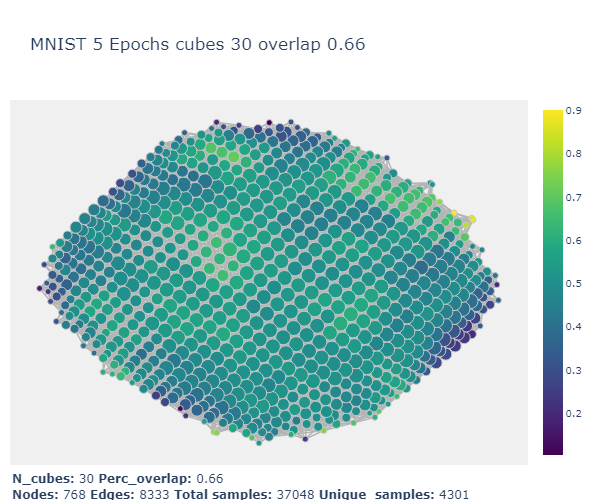 MNIST 5 Epochs cubes 30 overlap 0.66
0.9
0.8
0.7
0.6
0.5
0.4
0.3
0.2
N_cubes: 30 Perc_overlap: 0.66
Nodes: 768 Edges: 8333 Total samples: 37048 Unique_samples: 4301